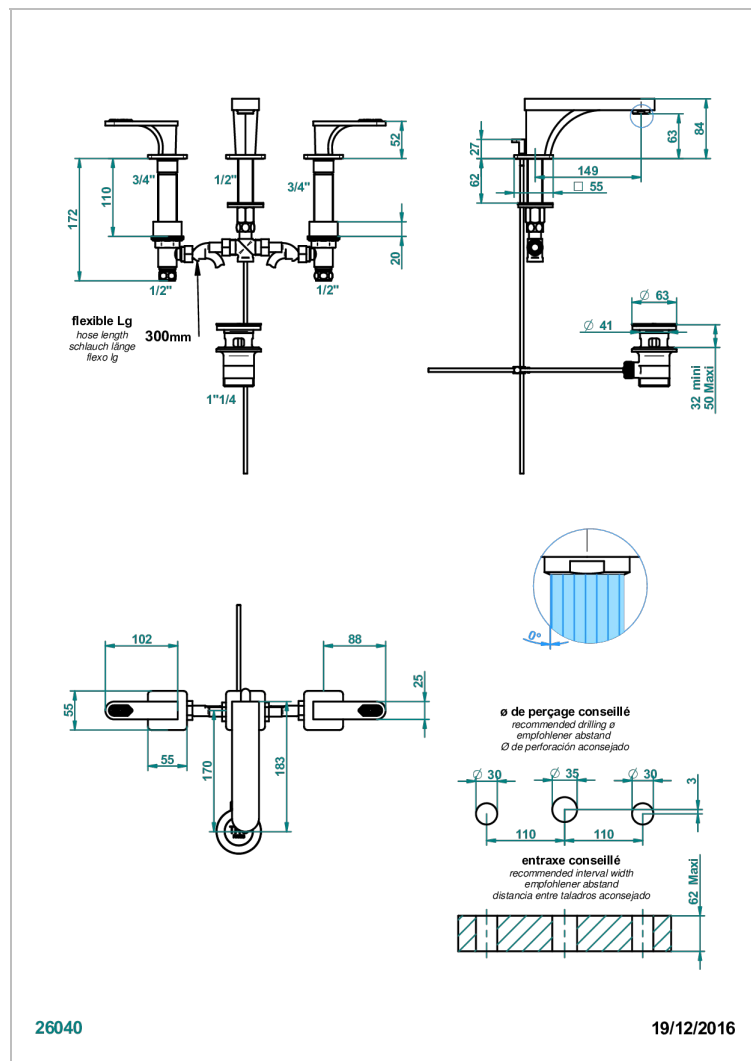 52
3/4"
1/2"
3/4"
110
172
20
1/2"
1/2"
flexible Lg
hose length
schlauch länge
flexo lg
300mm
1"1/4
27
62
149
□ 55
63
84
Ø 63
Ø 41
32 mini
50 Maxi
0°
102
88
25
55
55
170
183
ø de perçage conseillé
recommended drilling ø
empfohlener abstand
Ø de perforación aconsejado
Ø 30
Ø 35
Ø 30
3
110
110
entraxe conseillé
recommended interval width
empfohlener abstand
distancia entre taladros aconsejado
62 Maxi
26040
19/12/2016